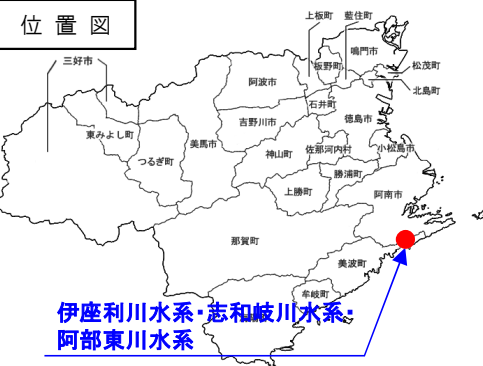 位置図
上板町
藍住町
鳴門市
松茂町
北島町
板野町
三好市
阿波市
石井町
徳島市
吉野川市
東みよし町
美馬市
つるぎ町
神山町
佐那河内村
小松島市
勝浦町
上勝町
阿南市
那賀町
美波町
牟岐町
伊座利川水系・志和岐川水系・
阿部東川水系